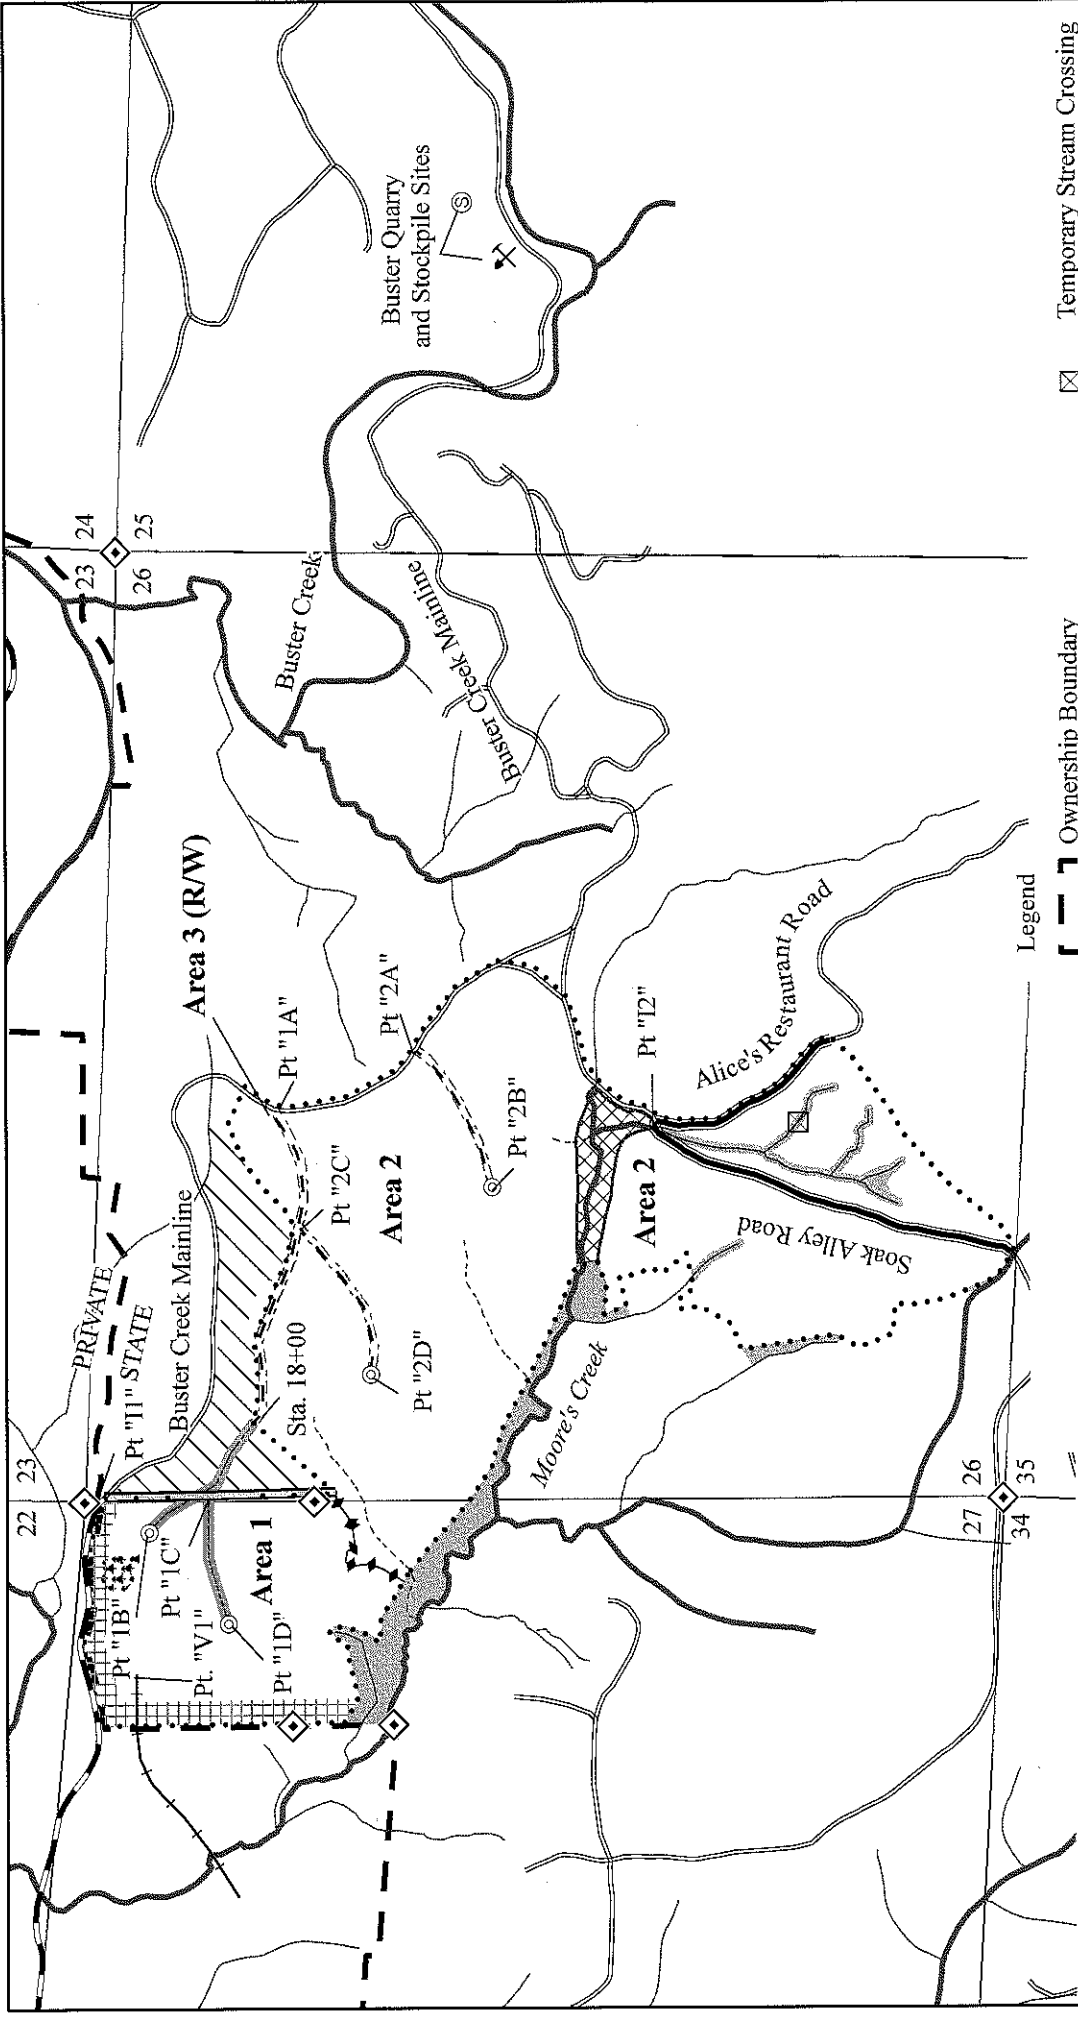 22
23
24
23
25
26
PRIVATE
STATE
Pt "I1"
Buster Creek Mainline
Area 3 (R/W)
Pt "1A"
Pt "1B"
Pt "1C"
Pt. "V1"
Pt "1D"
Area 1
Sta. 18+00
Pt "2C"
Pt "2A"
Area 2
Pt "2D"
Pt "2B"
Buster Creek
Buster Quarry
and Stockpile Sites
S
Buster Creek Mainline
Moore's Creek
Area 2
Pt "I2"
Soak Alley Road
Alice's Restaurant Road
27
26
34
35
Legend
Ownership Boundary
Temporary Stream Crossing